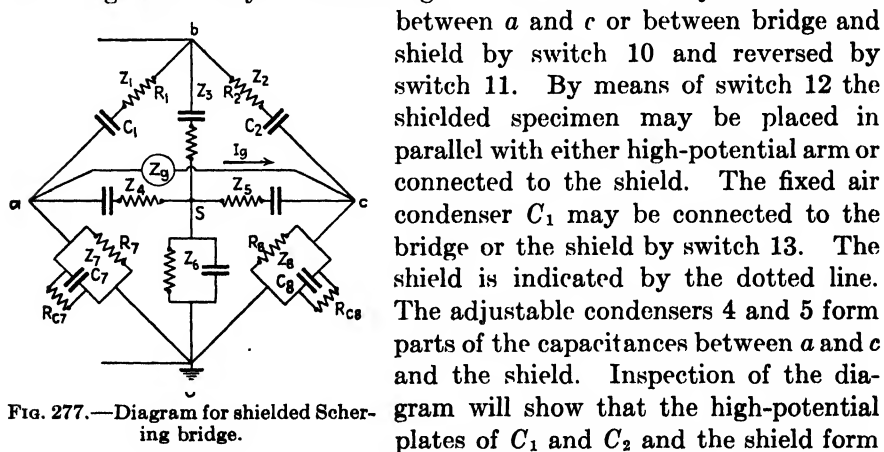 between a and c or between bridge and
shield by switch 10 and reversed by
switch 11. By means of switch 12 the
shielded specimen may be placed in
parallel with either high-potential arm or
connected to the shield. The fixed air
condenser C₁ may be connected to the
bridge or the shield by switch 13. The
shield is indicated by the dotted line.
The adjustable condensers 4 and 5 form
parts of the capacitances between a and c
and the shield. Inspection of the dia-
gram will show that the high-potential
plates of C₁ and C₂ and the shield form
b
Z₁ R₁ Z₃ R₂ Z₂
C₁ C₂
Zg Ig
a Z₄ S Z₅ c
R₇ Z₇ C₇ Z₆ R₈ Z₈ C₈
RC7 RC8
FIG. 277.—Diagram for shielded Scher-
ing bridge.